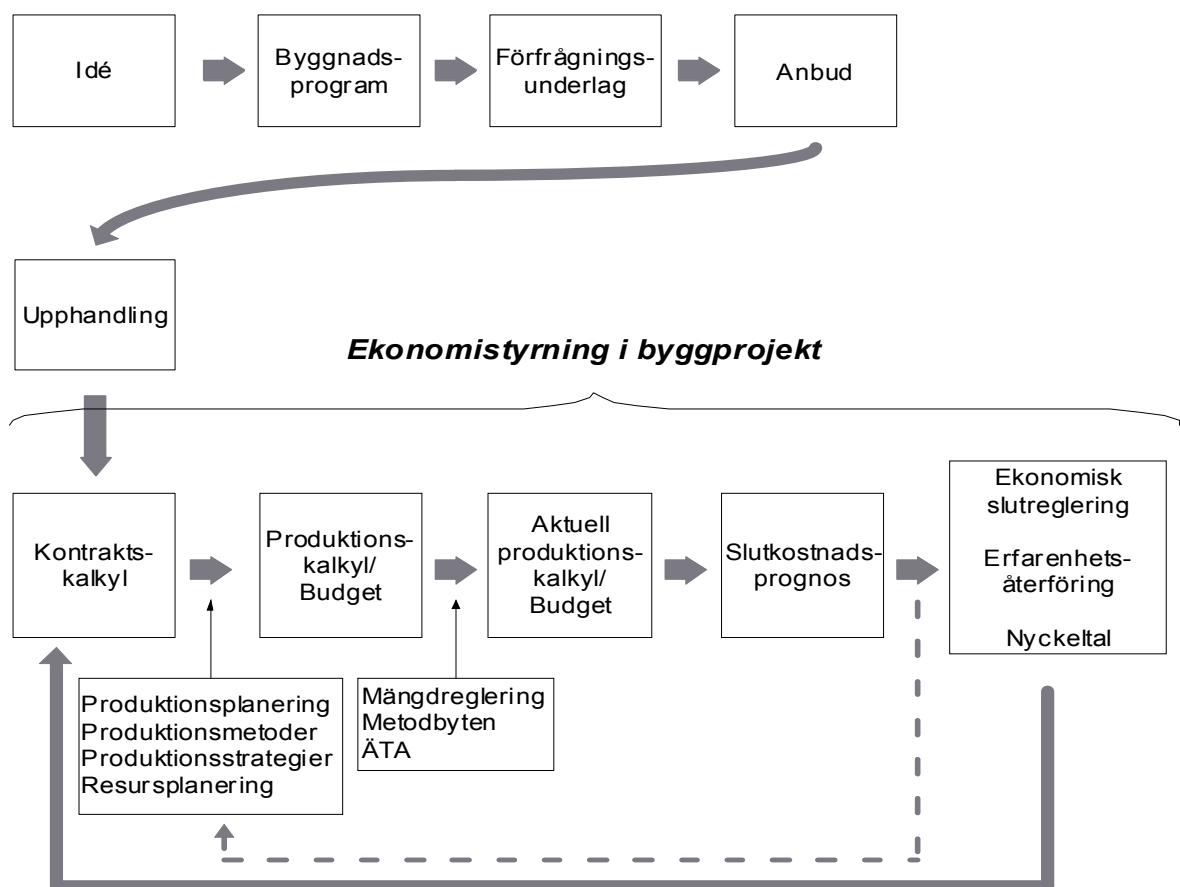 Idé
Byggnads-
program
Förfrågnings-
underlag
Anbud
Upphandling
Ekonomistyrning i byggprojekt
Kontrakts-
kalkyl
Produktions-
kalkyl/
Budget
Aktuell
produktions-
kalkyl/
Budget
Slutkostnads-
prognos
Ekonomisk
slutreglering
Erfarenhets-
återföring
Nyckeltal
Produktionsplanering
Produktionsmetoder
Produktionsstrategier
Resursplanering
Mängdreglering
Metodbyten
ÄTA